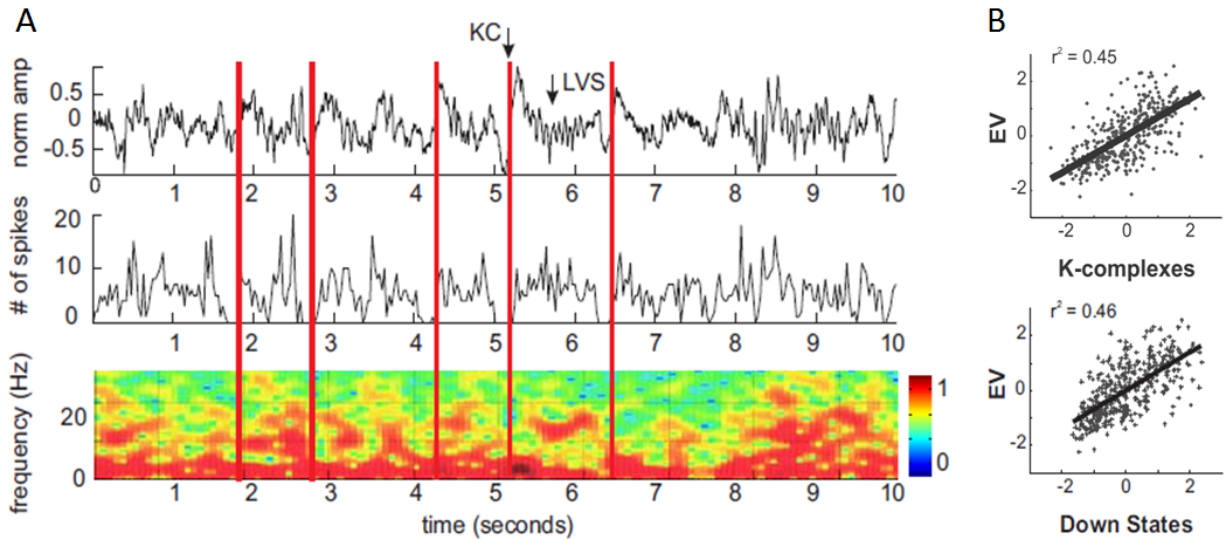 A
KC
LVS
norm amp
0.5
0
-0.5
0 1 2 3 4 5 6 7 8 9 10
# of spikes
20
10
0
1 2 3 4 5 6 7 8 9 10
frequency (Hz)
20
0
1
0
1 2 3 4 5 6 7 8 9 10
time (seconds)
B
r² = 0.45
EV
2
0
-2
-2 0 2
K-complexes
r² = 0.46
EV
2
0
-2
-2 0 2
Down States